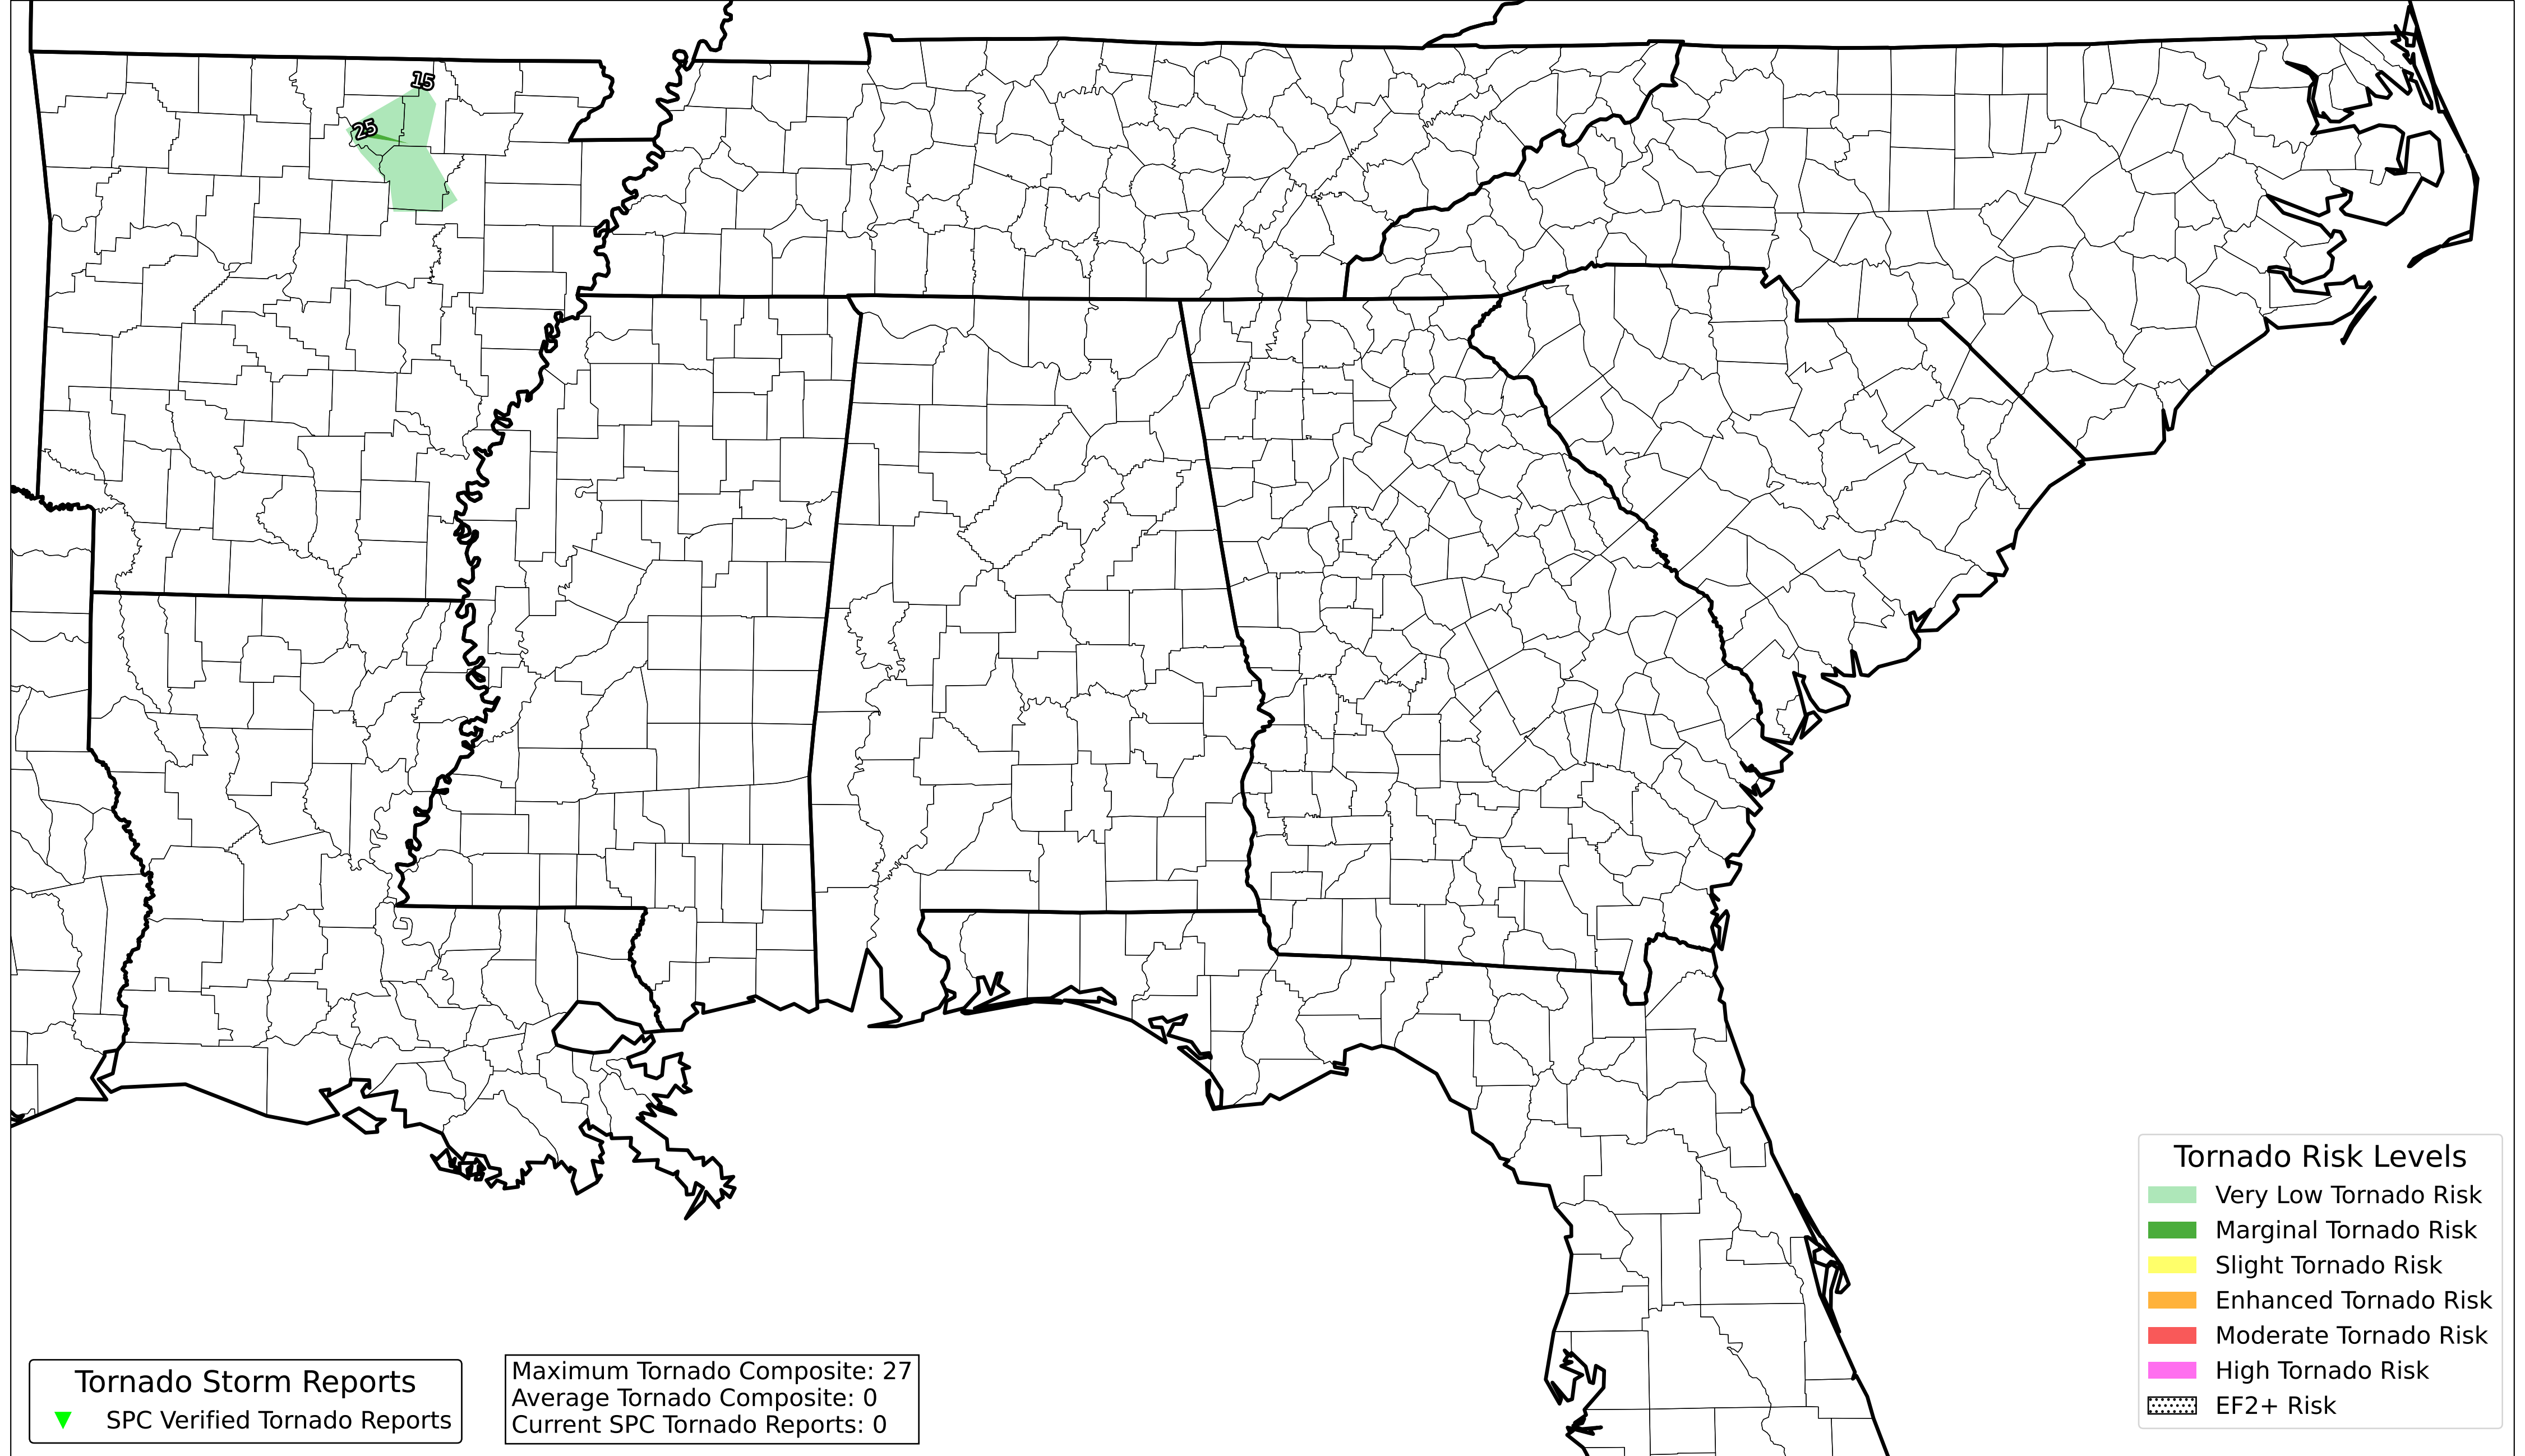 15
25
Tornado Risk Levels
Very Low Tornado Risk
Marginal Tornado Risk
Slight Tornado Risk
Enhanced Tornado Risk
Moderate Tornado Risk
High Tornado Risk
EF2+ Risk
Tornado Storm Reports
SPC Verified Tornado Reports
Maximum Tornado Composite: 27
Average Tornado Composite: 0
Current SPC Tornado Reports: 0